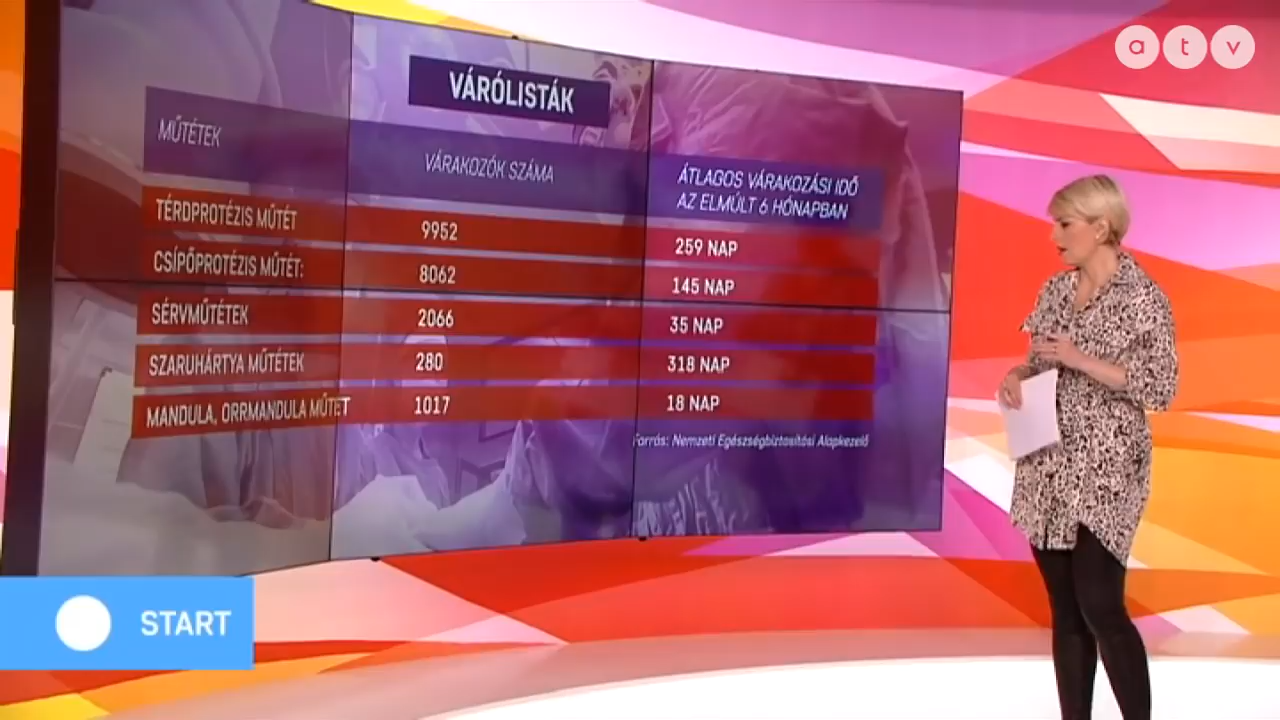 atv
VÁRÓLISTÁK
MŰTÉTEK
VÁRAKOZÓK SZÁMA
ÁTLAGOS VÁRAKOZÁSI IDŐ
AZ ELMÚLT 6 HÓNAPBAN
TÉRDPROTÉZIS MŰTÉT 9952 259 NAP
CSÍPŐPROTÉZIS MŰTÉT: 8062 145 NAP
SÉRVMŰTÉTEK 2066 35 NAP
SZARUHÁRTYA MŰTÉTEK 280 318 NAP
MANDULA, ORRMANDULA MŰTÉT 1017 18 NAP
Forrás: Nemzeti Egészségbiztosítási Alapkezelő
START